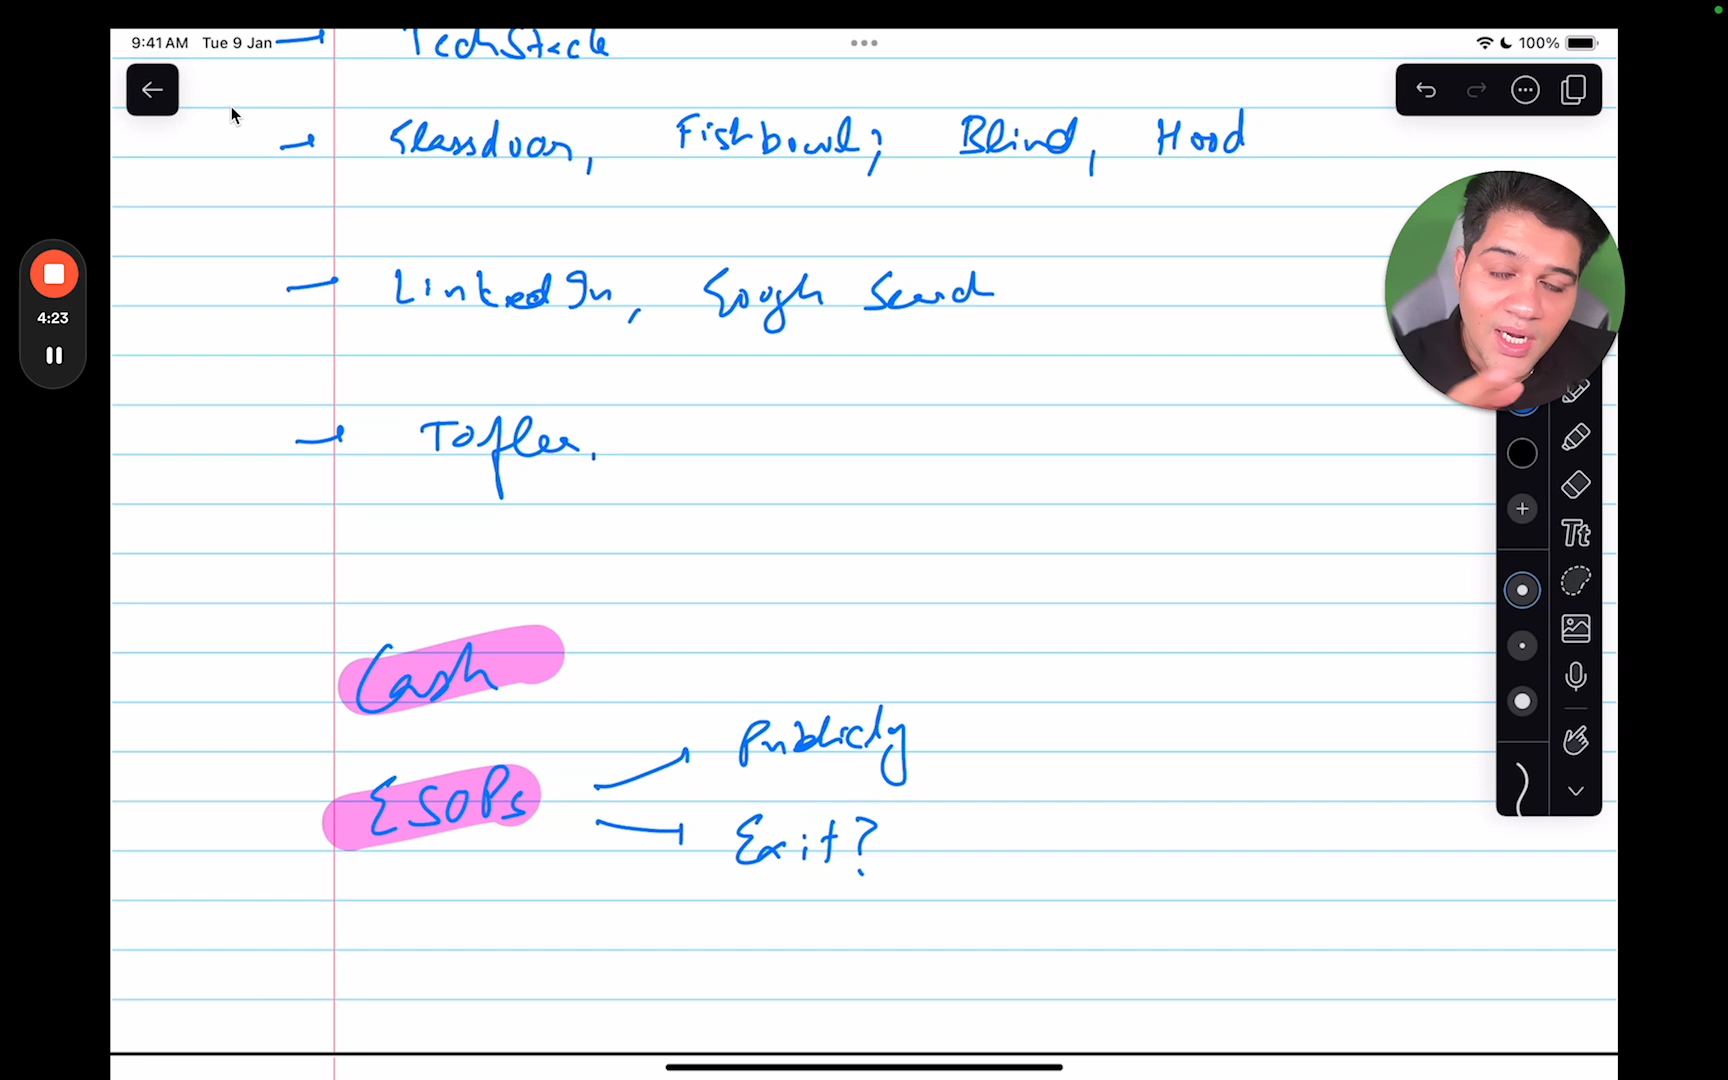 9:41 AM Tue 9 Jan 100%
TechStack
Glassdoor, Fishbowl; Blind, Hood
4:23
LinkedIn, Google Search
Tofler.
Tt
Cash
Publicly
ESOPs
Exit?